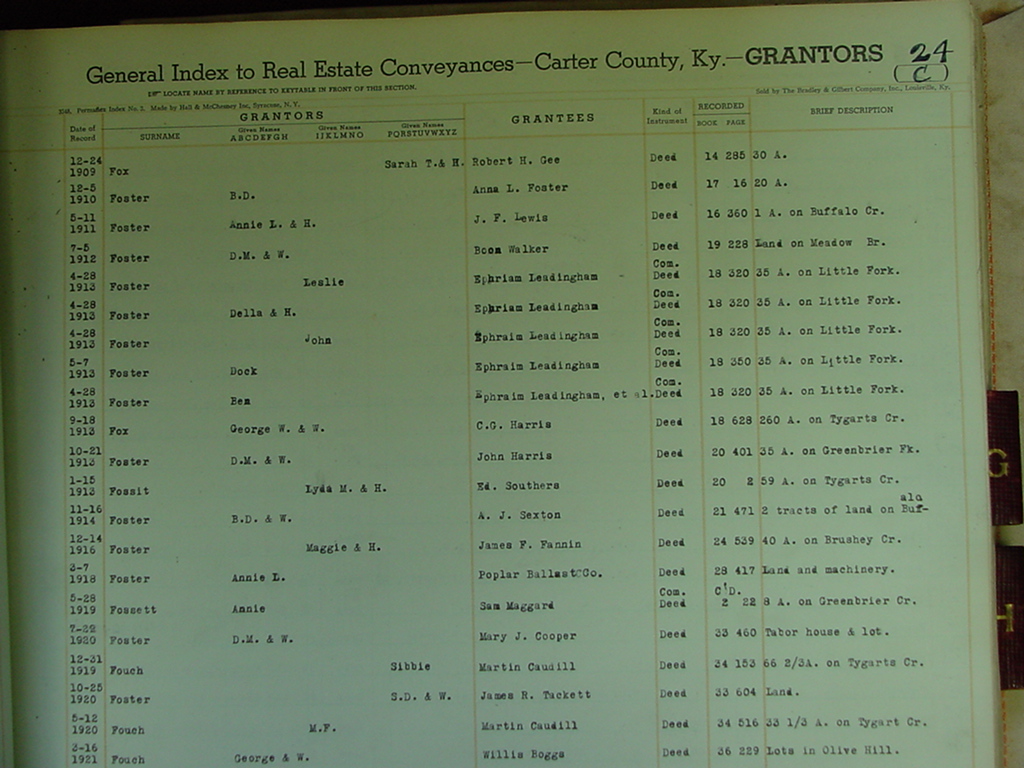 General Index to Real Estate Conveyances—Carter County, Ky.—GRANTORS 24
(C)
LOCATE NAME BY REFERENCE TO KEYTABLE IN FRONT OF THIS SECTION.
Sold by The Bradley & Gilbert Company, Inc., Louisville, Ky.
Index No. 2. Made by Hall & McChesney Inc, Syracuse, N. Y.
GRANTORS GRANTEES Kind of Instrument RECORDED BRIEF DESCRIPTION
Date of Record SURNAME Given Names ABCDEFGH Given Names IJKLMNO Given Names PQRSTUVWXYZ BOOK PAGE
12-24 1909 Fox Sarah T.& H. Robert H. Gee Deed 14 285 30 A.
12-5 1910 Foster B.D. Anna L. Foster Deed 17 16 20 A.
5-11 1911 Foster Annie L. & H. J. F. Lewis Deed 16 360 1 A. on Buffalo Cr.
7-5 1912 Foster D.M. & W. Boon Walker Deed 19 228 Land on Meadow Br.
4-28 1913 Foster Leslie Ephriam Leadingham Com. Deed 18 320 35 A. on Little Fork.
4-28 1913 Foster Della & H. Ephriam Leadingham Com. Deed 18 320 35 A. on Little Fork.
4-28 1913 Foster John Ephraim Leadingham Com. Deed 18 320 35 A. on Little Fork.
5-7 1913 Foster Dock Ephraim Leadingham Com. Deed 18 350 35 A. on Little Fork.
4-28 1913 Foster Ben Ephraim Leadingham, et al. Com. Deed 18 320 35 A. on Little Fork.
9-18 1913 Fox George W. & W. C.G. Harris Deed 18 628 260 A. on Tygarts Cr.
10-21 1913 Foster D.M. & W. John Harris Deed 20 401 35 A. on Greenbrier Fk.
1-15 1913 Fossit Lyda M. & H. Ed. Southers Deed 20 2 59 A. on Tygarts Cr.
11-16 1914 Foster B.D. & W. A. J. Sexton Deed 21 471 2 tracts of land on Buf- alo
12-14 1916 Foster Maggie & H. James F. Fannin Deed 24 539 40 A. on Brushey Cr.
3-7 1918 Foster Annie L. Poplar Ballast Co. Deed 28 417 Land and machinery.
5-28 1919 Fossett Annie Sam Maggard Com. Deed C'D. 2 22 8 A. on Greenbrier Cr.
7-22 1920 Foster D.M. & W. Mary J. Cooper Deed 33 460 Tabor house & lot.
12-31 1919 Fouch Sibbie Martin Caudill Deed 34 153 66 2/3A. on Tygarts Cr.
10-25 1920 Foster S.D. & W. James R. Tackett Deed 33 604 Land.
5-12 1920 Fouch M.F. Martin Caudill Deed 34 516 33 1/3 A. on Tygart Cr.
3-16 1921 Fouch George & W. Willis Boggs Deed 36 229 Lots in Olive Hill.
G
H